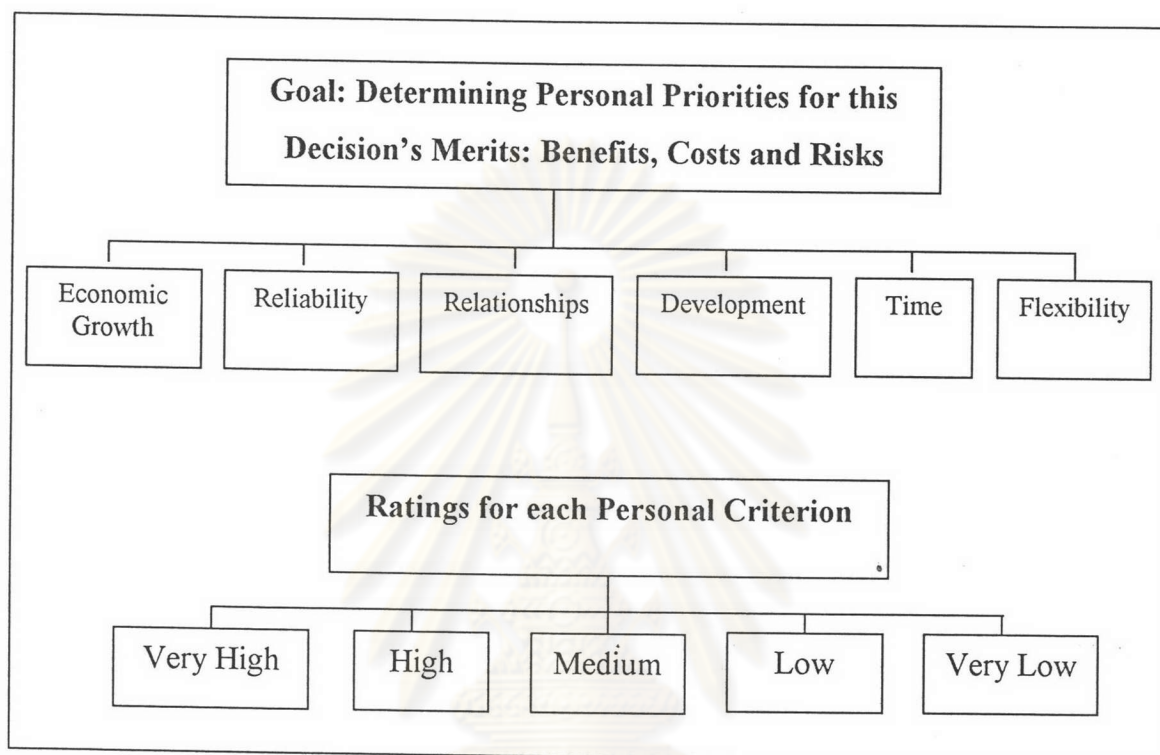 Goal: Determining Personal Priorities for this
Decision's Merits: Benefits, Costs and Risks
Economic
Growth
Reliability
Relationships
Development
Time
Flexibility
Ratings for each Personal Criterion
Very High
High
Medium
Low
Very Low